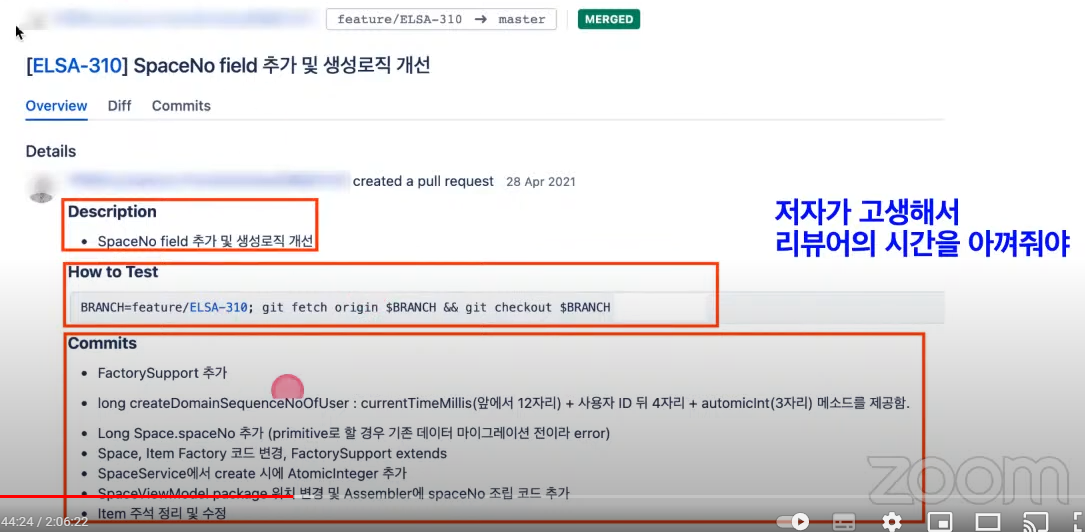 feature/ELSA-310 → master MERGED
[ELSA-310] SpaceNo field 추가 및 생성로직 개선
Overview Diff Commits
Details
created a pull request 28 Apr 2021
Description
• SpaceNo field 추가 및 생성로직 개선
저자가 고생해서
리뷰어의 시간을 아껴줘야
How to Test
BRANCH=feature/ELSA-310; git fetch origin $BRANCH && git checkout $BRANCH
Commits
• FactorySupport 추가
• long createDomainSequenceNoOfUser : currentTimeMillis(앞에서 12자리) + 사용자 ID 뒤 4자리 + automicInt(3자리) 메소드를 제공함.
• Long Space.spaceNo 추가 (primitive로 할 경우 기존 데이터 마이그레이션 전이라 error)
• Space, Item Factory 코드 변경, FactorySupport extends
• SpaceService에서 create 시에 AtomicInteger 추가
• SpaceViewModel package 위치 변경 및 Assembler에 spaceNo 조립 코드 추가
• Item 주석 정리 및 수정
zoom
44:24 / 2:06:22